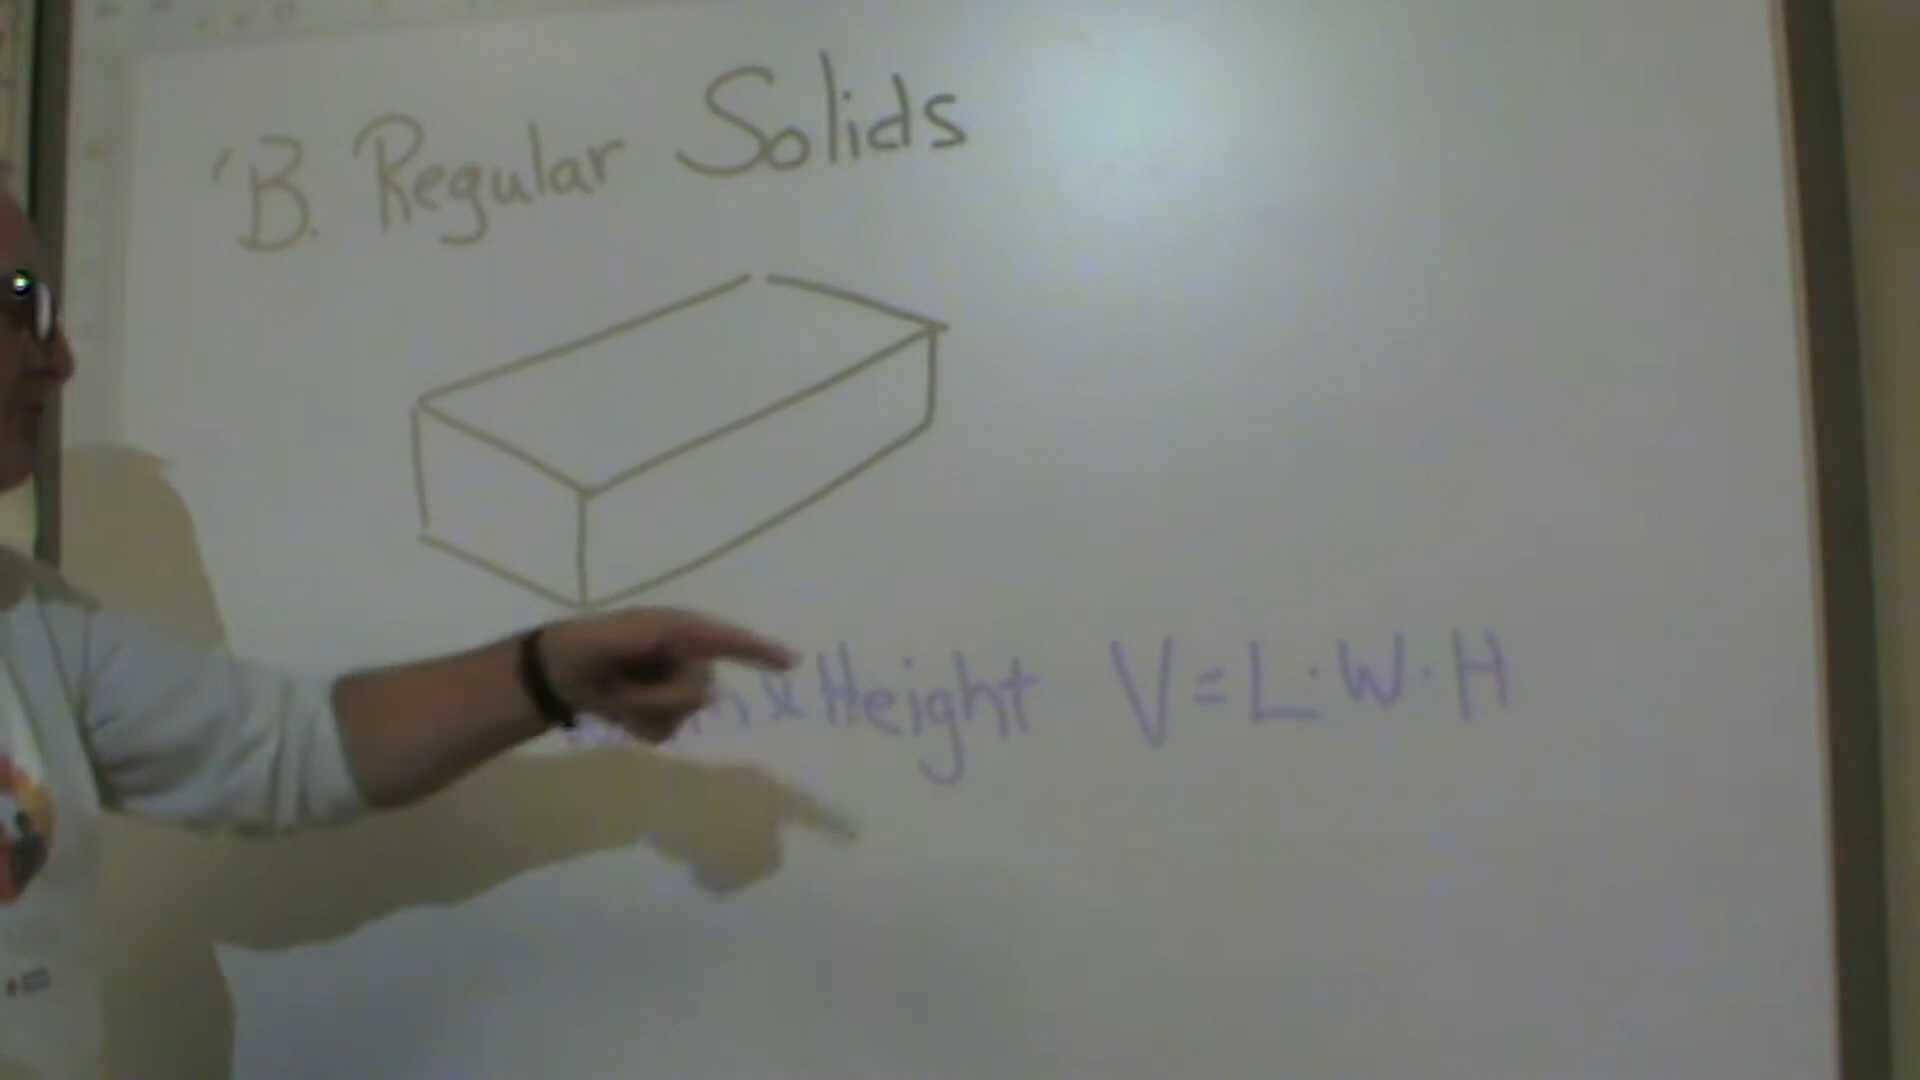 B. Regular Solids
x Height V = L · W · H